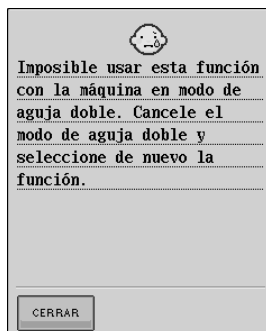 Imposible usar esta función
con la máquina en modo de
aguja doble. Cancele el
modo de aguja doble y
seleccione de nuevo la
función.
CERRAR